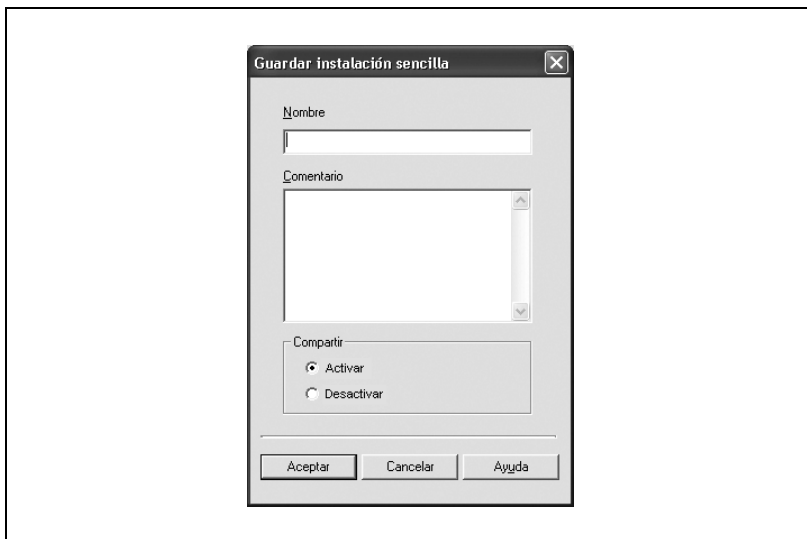 Guardar instalación sencilla
Nombre
Comentario
Compartir
Activar
Desactivar
Aceptar Cancelar Ayuda